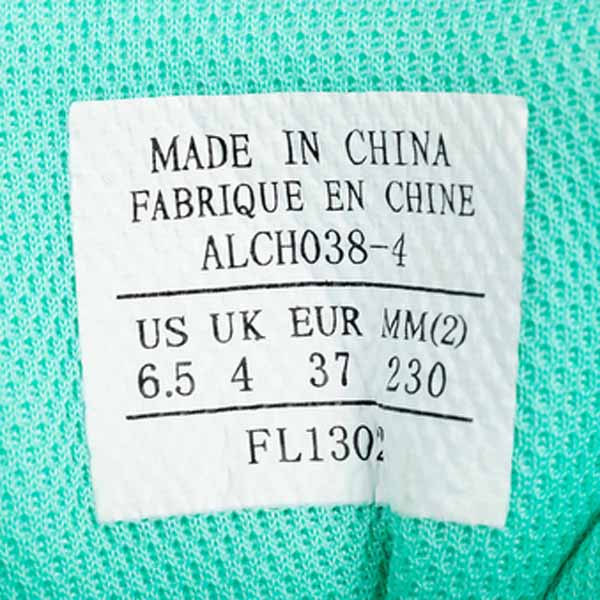 MADE IN CHINA
FABRIQUE EN CHINE
ALCH038-4
US UK EUR MM(2)
6.5 4 37 230
FL1302